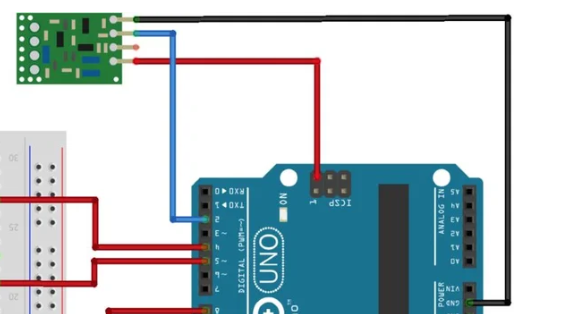 30
25
20
RX0 ◄ 0
TX0 ► 1
2
~3
4
~5
~6
7
8
DIGITAL (PWM~)
ON
UNO
1
ICSP
ANALOG IN
A5
A4
A3
A2
A1
A0
POWER
VIN
GND